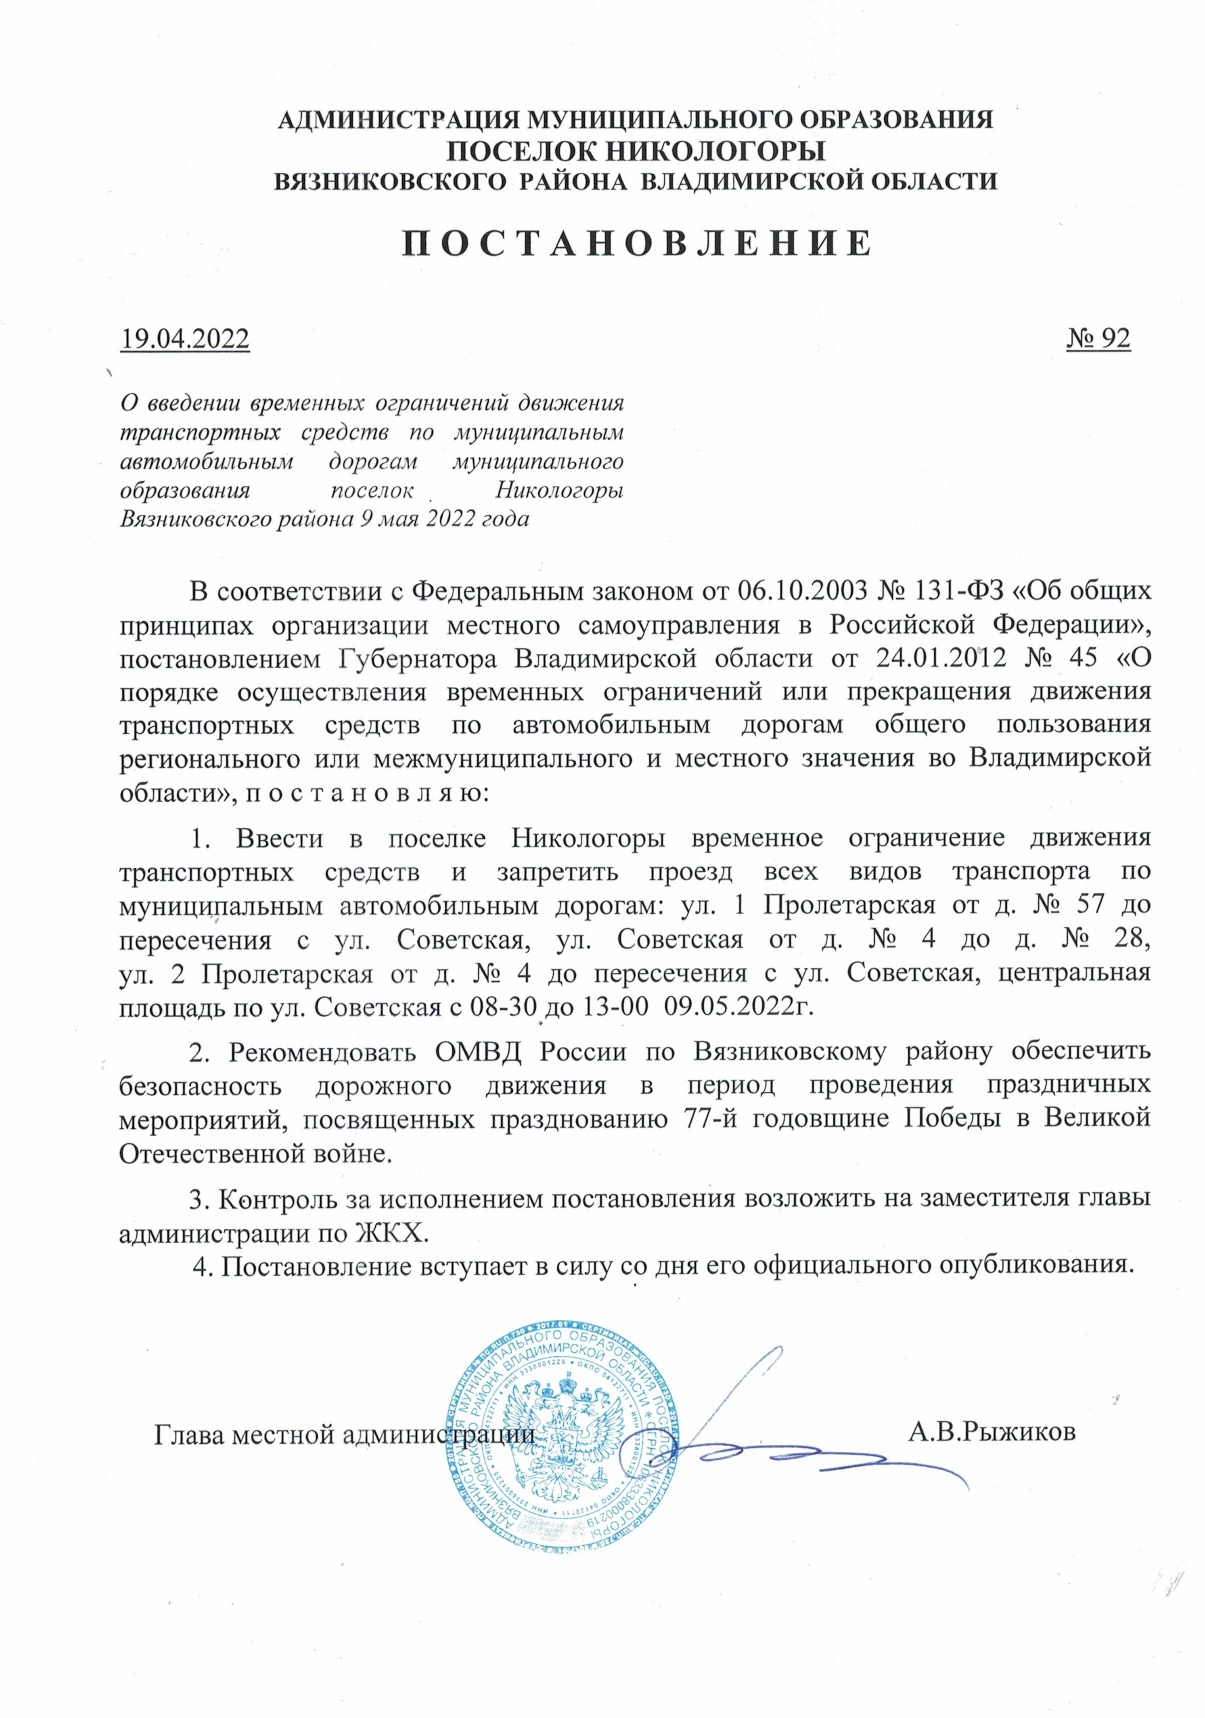 АДМИНИСТРАЦИЯ МУНИЦИПАЛЬНОГО ОБРАЗОВАНИЯ
ПОСЕЛОК НИКОЛОГОРЫ
ВЯЗНИКОВСКОГО РАЙОНА ВЛАДИМИРСКОЙ ОБЛАСТИ
П О С Т А Н О В Л Е Н И Е
19.04.2022 № 92
О введении временных ограничений движения
транспортных средств по муниципальным
автомобильным дорогам муниципального
образования поселок Никологоры
Вязниковского района 9 мая 2022 года
В соответствии с Федеральным законом от 06.10.2003 № 131-ФЗ «Об общих
принципах организации местного самоуправления в Российской Федерации»,
постановлением Губернатора Владимирской области от 24.01.2012 № 45 «О
порядке осуществления временных ограничений или прекращения движения
транспортных средств по автомобильным дорогам общего пользования
регионального или межмуниципального и местного значения во Владимирской
области», п о с т а н о в л я ю:
1. Ввести в поселке Никологоры временное ограничение движения
транспортных средств и запретить проезд всех видов транспорта по
муниципальным автомобильным дорогам: ул. 1 Пролетарская от д. № 57 до
пересечения с ул. Советская, ул. Советская от д. № 4 до д. № 28,
ул. 2 Пролетарская от д. № 4 до пересечения с ул. Советская, центральная
площадь по ул. Советская с 08-30 до 13-00 09.05.2022г.
2. Рекомендовать ОМВД России по Вязниковскому району обеспечить
безопасность дорожного движения в период проведения праздничных
мероприятий, посвященных празднованию 77-й годовщине Победы в Великой
Отечественной войне.
3. Контроль за исполнением постановления возложить на заместителя главы
администрации по ЖКХ.
4. Постановление вступает в силу со дня его официального опубликования.
Глава местной администрации А.В.Рыжиков
АДМИНИСТРАЦИЯ МУНИЦИПАЛЬНОГО ОБРАЗОВАНИЯ ПОСЕЛОК НИКОЛОГОРЫ
ВЯЗНИКОВСКОГО РАЙОНА ВЛАДИМИРСКОЙ ОБЛАСТИ * ОГРН